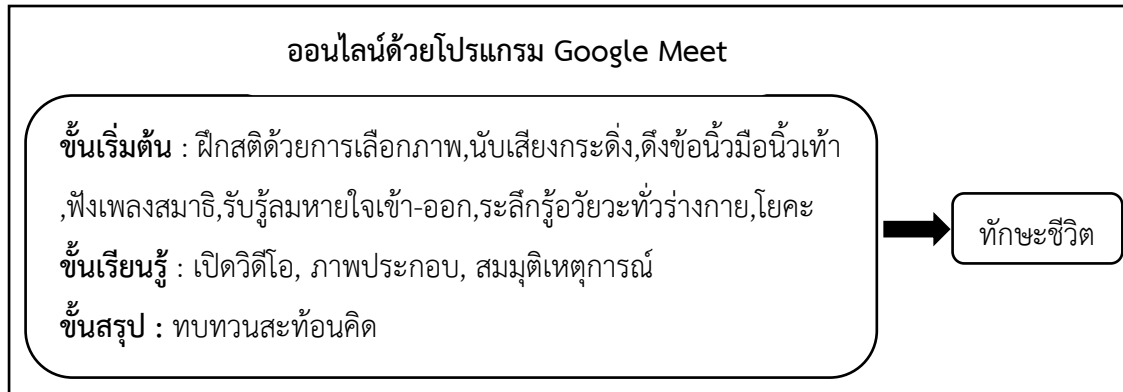 ออนไลน์ด้วยโปรแกรม Google Meet
ขั้นเริ่มต้น : ฝึกสติด้วยการเลือกภาพ,นับเสียงกระดิ่ง,ดึงข้อนิ้วมือนิ้วเท้า
,ฟังเพลงสมาธิ,รับรู้ลมหายใจเข้า-ออก,ระลึกรู้อวัยวะทั่วร่างกาย,โยคะ
ขั้นเรียนรู้ : เปิดวิดีโอ, ภาพประกอบ, สมมุติเหตุการณ์
ขั้นสรุป : ทบทวนสะท้อนคิด
ทักษะชีวิต